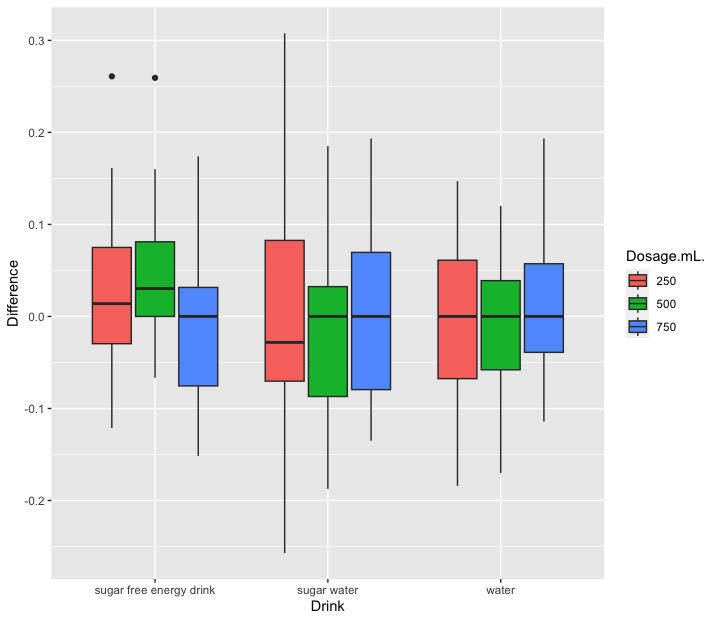 0.3
0.2
0.1
0.0
-0.1
-0.2
Difference
sugar free energy drink
sugar water
water
Drink
Dosage.mL.
250
500
750